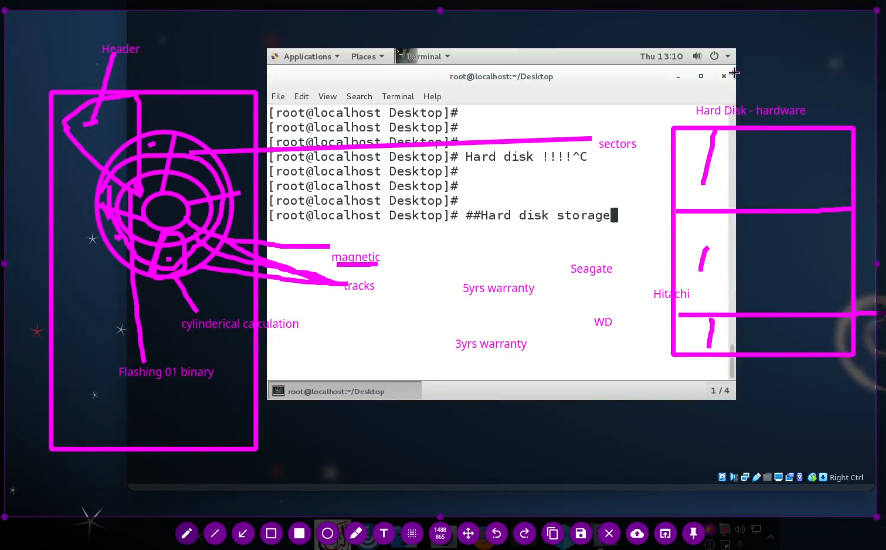 Header
Applications Places Terminal Thu 13:10
root@localhost:~/Desktop
File Edit View Search Terminal Help
[root@localhost Desktop]#
[root@localhost Desktop]#
[root@localhost Desktop]#
[root@localhost Desktop]# Hard disk !!!!^C
[root@localhost Desktop]#
[root@localhost Desktop]#
[root@localhost Desktop]#
[root@localhost Desktop]# ##Hard disk storage
Hard Disk - hardware
sectors
magnetic
tracks
Seagate
5yrs warranty
Hitachi
cylinderical calculation
WD
3yrs warranty
Flashing 01 binary
root@localhost:~/Desktop
1 / 4
Right Ctrl
T
1488
865